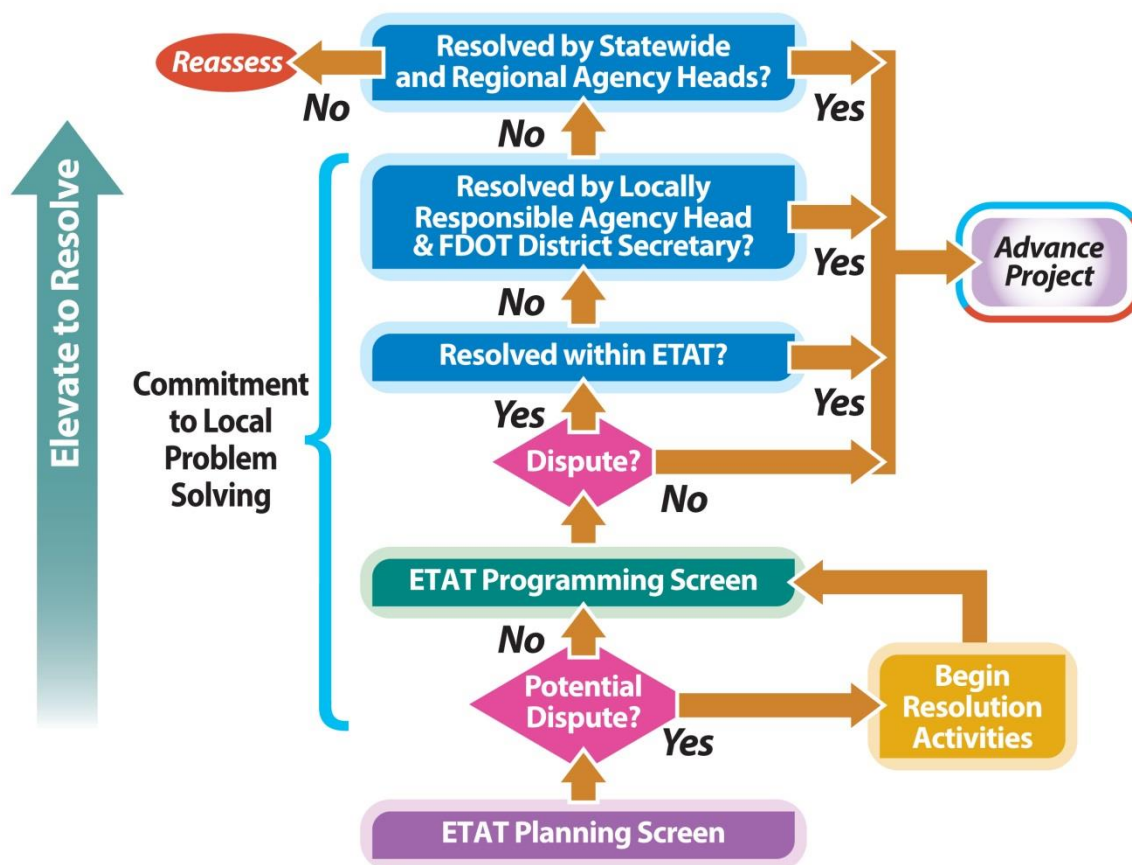 Reassess
Resolved by Statewide
and Regional Agency Heads?
No
Yes
No
Elevate to Resolve
Resolved by Locally
Responsible Agency Head
& FDOT District Secretary?
Yes
Advance
Project
No
Resolved within ETAT?
Commitment
to Local
Problem
Solving
Yes
Yes
Dispute?
No
ETAT Programming Screen
No
Potential
Dispute?
Yes
Begin
Resolution
Activities
ETAT Planning Screen